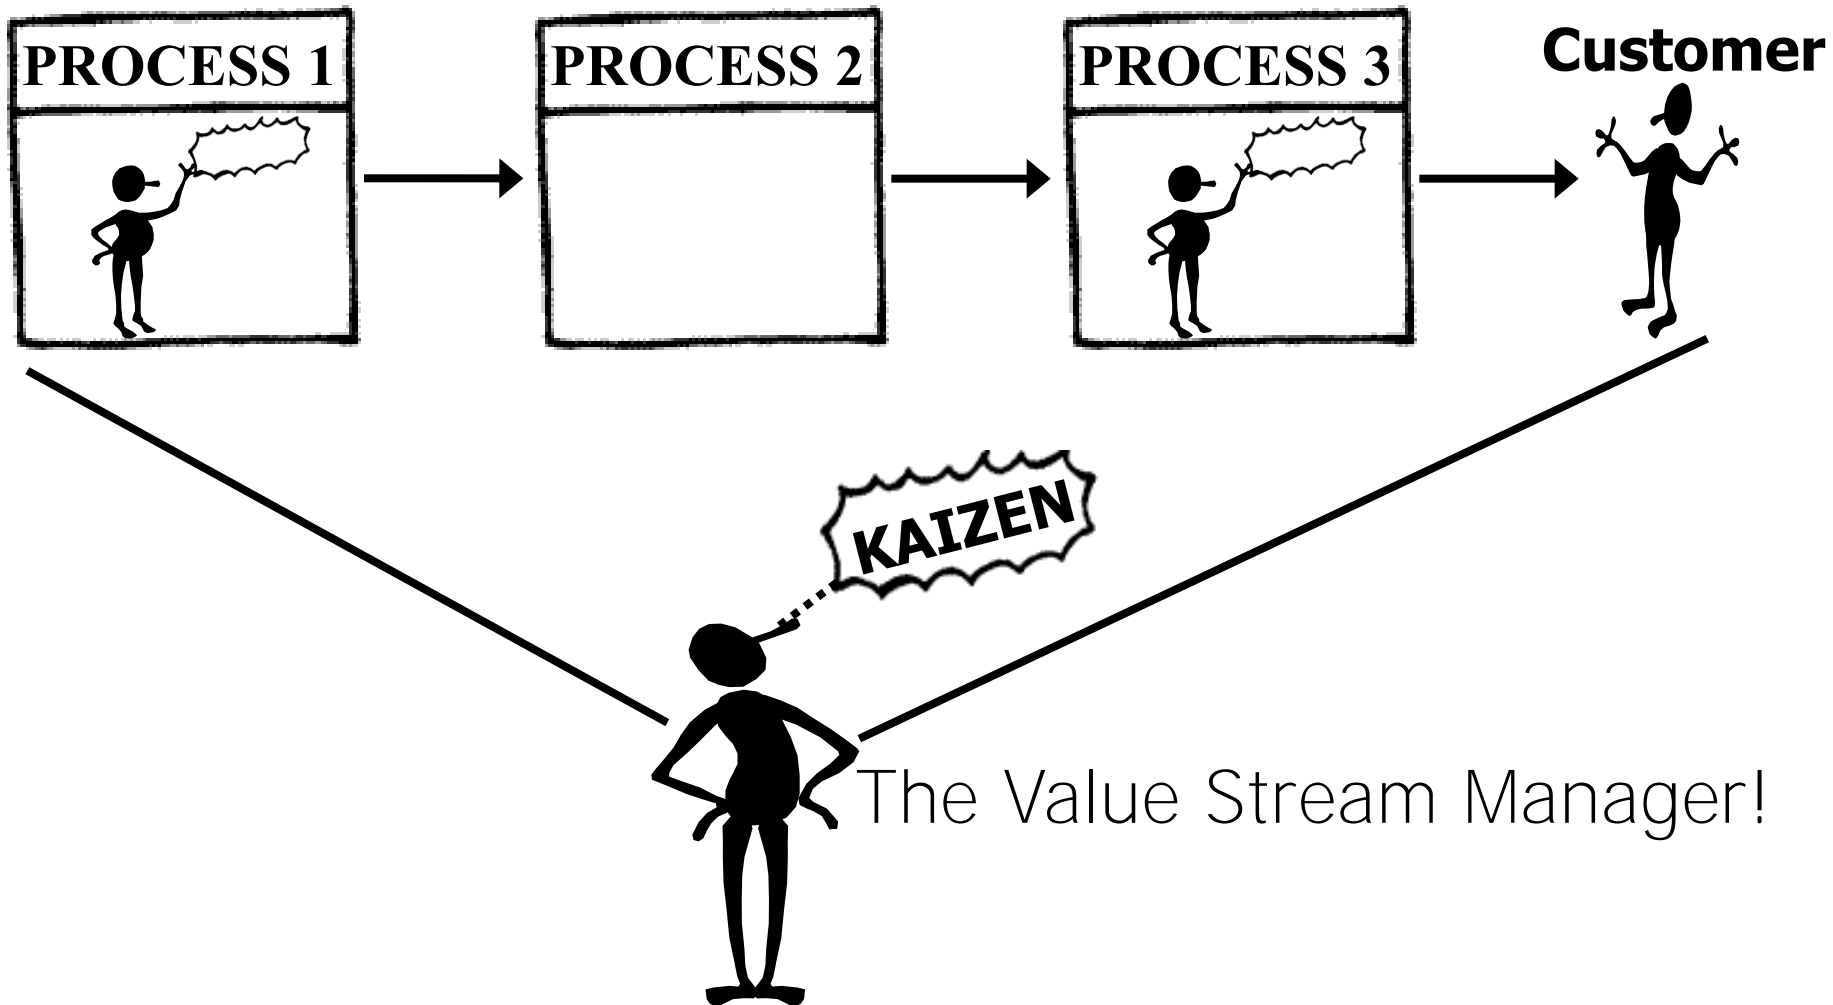 PROCESS 1
PROCESS 2
PROCESS 3
Customer
KAIZEN
The Value Stream Manager!